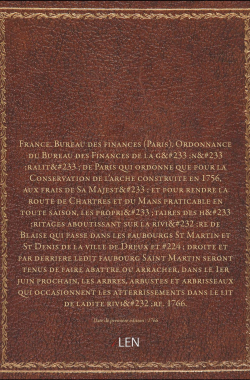 France. Bureau des finances (Paris). Ordonnance
du Bureau des Finances de la g&#233 ;n&#233
;ralit&#233 ; de Paris qui ordonne que pour la
Conservation de l'arche construite en 1756,
aux frais de Sa Majest&#233 ; et pour rendre la
route de Chartres et du Mans praticable en
toute saison, les propri&#233 ;taires des h&#233
;ritages aboutissant sur la rivi&#232 ;re de
Blaise qui passe dans les faubourgs St Martin et
St Denis de la ville de Dreux et &#224 ; droite et
par derriere ledit faubourg Saint Martin seront
tenus de faire abattre ou arracher, dans le 1er
juin prochain, les arbres, arbustes et arbrisseaux
qui occasionnent les atterrissements dans le lit
de ladite rivi&#232 ;re. 1766.
Date de première édition : 1766
LEN